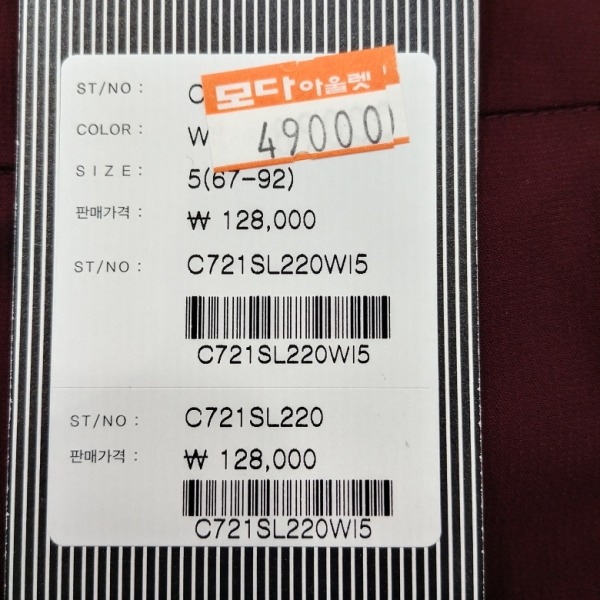 ST/NO :
모다아울렛
COLOR :
49000
SIZE : 5(67-92)
판매가격 : ₩ 128,000
ST/NO : C721SL220WI5
C721SL220WI5
ST/NO : C721SL220
판매가격 : ₩ 128,000
C721SL220WI5